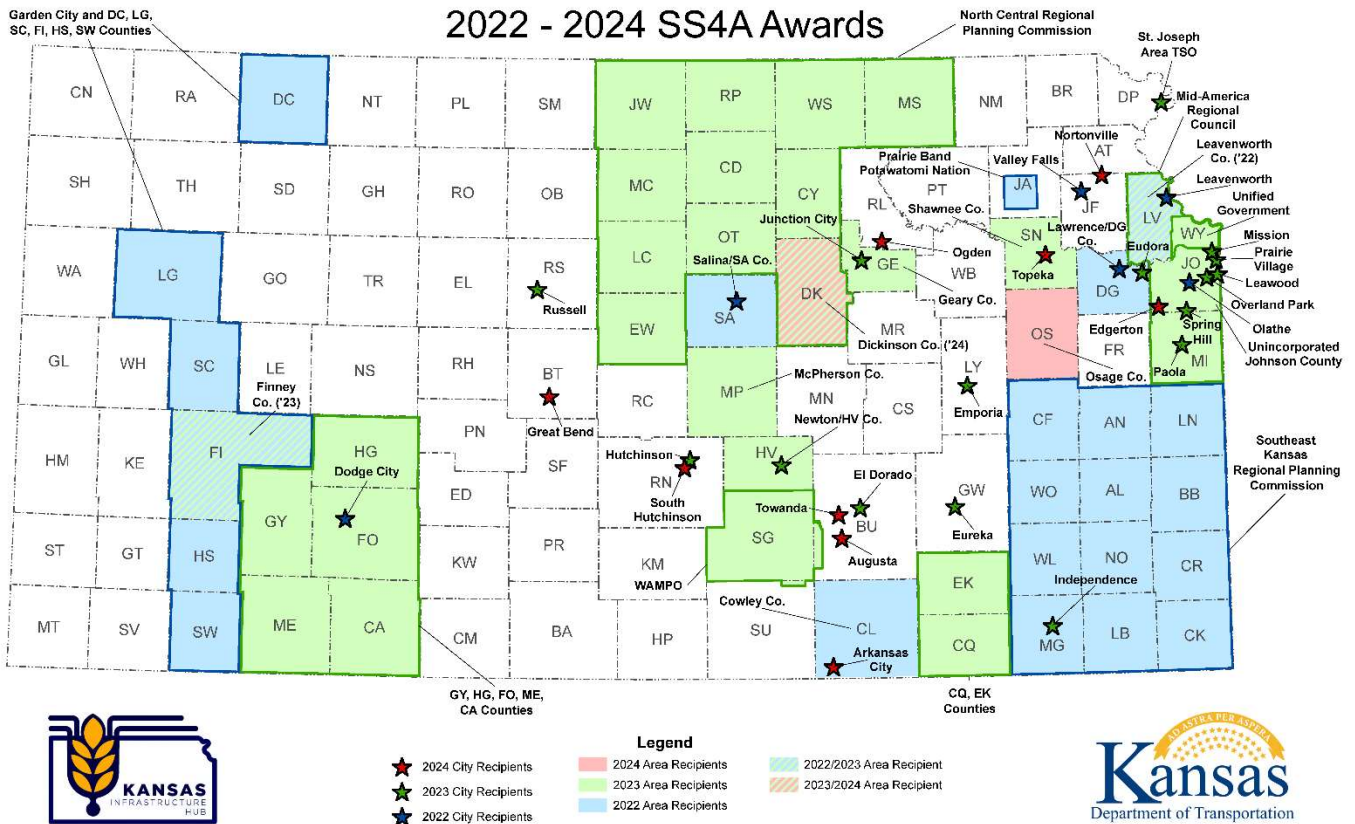 2022 - 2024 SS4A Awards
Garden City and DC, LG,
SC, FI, HS, SW Counties
North Central Regional
Planning Commission
St. Joseph
Area TSO
Mid-America
Regional
Council
CN
RA
DC
NT
PL
SM
JW
RP
WS
MS
NM
BR
DP
Nortonville
AT
Leavenworth
Co. ('22)
Leavenworth
Unified
Government
SH
TH
SD
GH
RO
OB
MC
CD
CY
Prairie Band
Potawatomi Nation
PT
JA
Valley Falls
JF
LV
WY
Mission
Prairie
Village
Leawood
Overland Park
Olathe
Unincorporated
Johnson County
Junction City
RL
Shawnee Co.
SN
Lawrence/DG
Co.
Eudora
JO
WA
LG
GO
TR
EL
RS
Russell
LC
OT
Salina/SA Co.
SA
DK
Ogden
GE
Geary Co.
WB
Topeka
DG
Edgerton
Spring
Hill
GL
WH
SC
LE
NS
RH
BT
Great Bend
EW
MR
Dickinson Co. ('24)
OS
Osage Co.
FR
Paola
MI
Finney
Co. ('23)
RC
MP
McPherson Co.
MN
CS
LY
Emporia
CF
AN
LN
HM
KE
FI
HG
Dodge City
PN
Hutchinson
RN
South
Hutchinson
HV
Newton/HV Co.
Southeast
Kansas
Regional Planning
Commission
GY
FO
ED
SF
El Dorado
Towanda
BU
Augusta
GW
Eureka
WO
AL
BB
ST
GT
HS
KW
PR
KM
WAMPO
SG
WL
NO
CR
Independence
MT
SV
SW
ME
CA
CM
BA
HP
SU
Cowley Co.
CL
Arkansas
City
EK
CQ
MG
LB
CK
GY, HG, FO, ME,
CA Counties
CQ, EK
Counties
KANSAS
INFRASTRUCTURE
HUB
Legend
2024 City Recipients
2023 City Recipients
2022 City Recipients
2024 Area Recipients
2023 Area Recipients
2022 Area Recipients
2022/2023 Area Recipient
2023/2024 Area Recipient
AD ASTRA PER ASPERA
Kansas
Department of Transportation